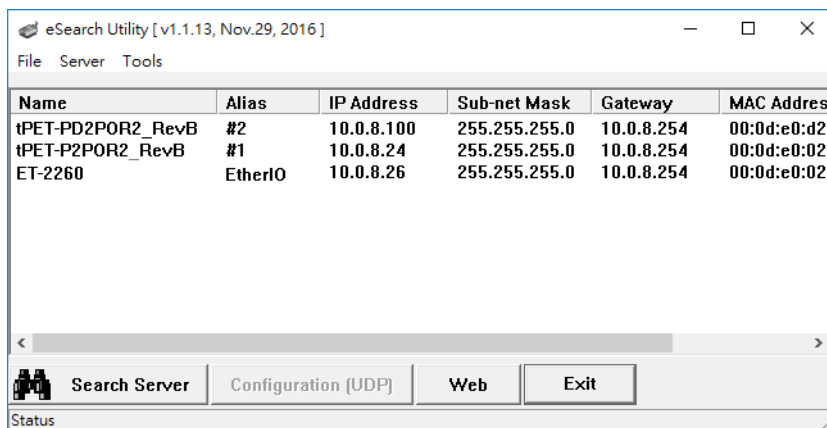 eSearch Utility [ v1.1.13, Nov.29, 2016 ]
File Server Tools
Name Alias IP Address Sub-net Mask Gateway MAC Addres
tPET-PD2POR2_RevB #2 10.0.8.100 255.255.255.0 10.0.8.254 00:0d:e0:d2
tPET-P2POR2_RevB #1 10.0.8.24 255.255.255.0 10.0.8.254 00:0d:e0:02
ET-2260 EtherIO 10.0.8.26 255.255.255.0 10.0.8.254 00:0d:e0:02
Search Server Configuration (UDP) Web Exit
Status